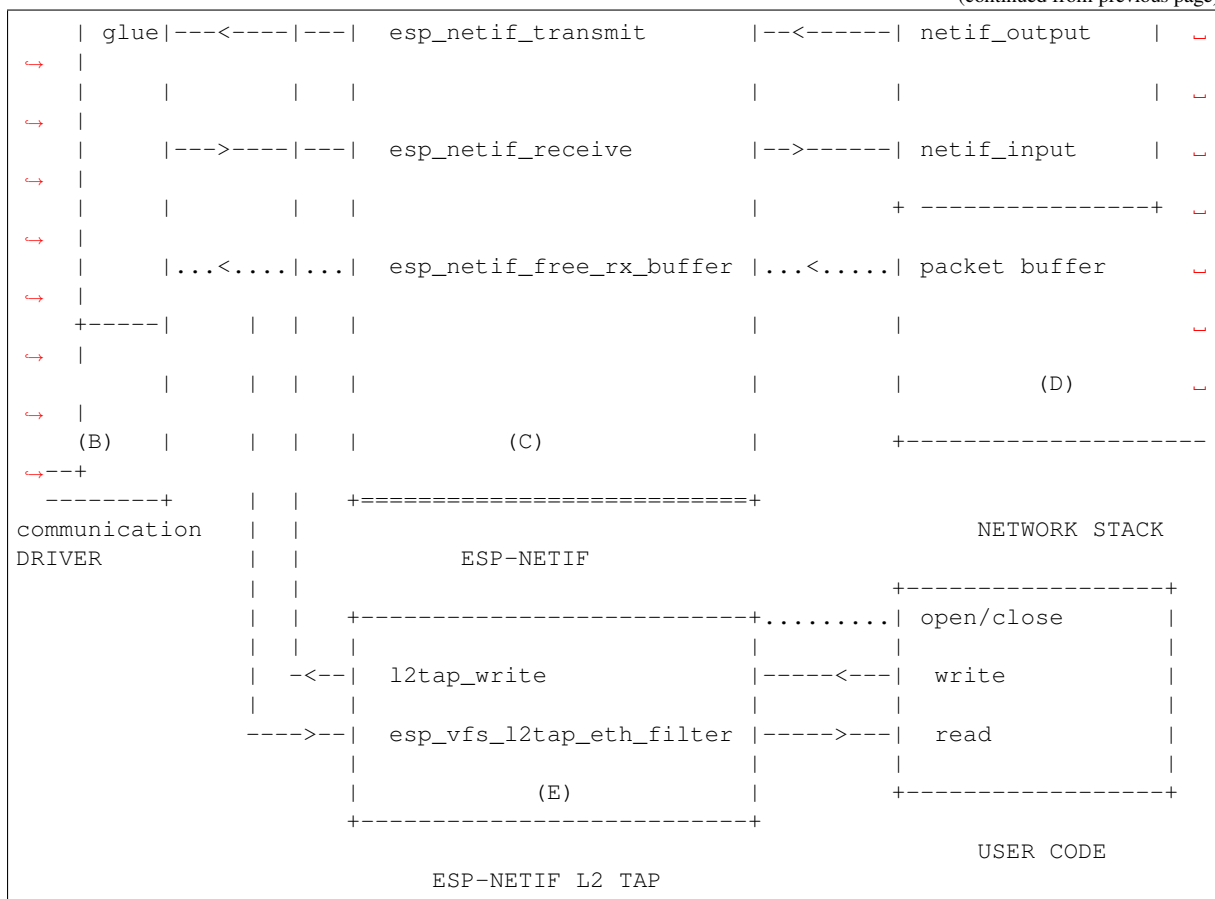 (continued from previous page)
    | glue|---<----|---|  esp_netif_transmit       |--<------| netif_output     |  ␣
↪  |
    |     |        |   |                           |         |                 |  ␣
↪  |
    |     |--->----|---|  esp_netif_receive        |-->------| netif_input     |  ␣
↪  |
    |     |        |   |                           |         + ----------------+  ␣
↪  |
    |     |...<....|...|  esp_netif_free_rx_buffer |...<.....| packet buffer      ␣
↪  |
    +-----|     |  |   |                           |         |                    ␣
↪  |
          |     |  |   |                           |         |         (D)        ␣
↪  |
    (B)   |     |  |   |          (C)              |         +---------------------
↪--+
  --------+     |  |   +===========================+
communication   |  |                                               NETWORK STACK
DRIVER          |  |           ESP-NETIF
                |  |                                         +------------------+
                |  |   +---------------------------+.........| open/close       |
                |  |   |                           |         |                  |
                |  -<--|  l2tap_write              |-----<---|  write           |
                |      |                           |         |                  |
                ---->--|  esp_vfs_l2tap_eth_filter |----->---|  read            |
                       |                           |         |                  |
                       |            (E)            |         +------------------+
                       +---------------------------+
                                                                  USER CODE
                            ESP-NETIF L2 TAP